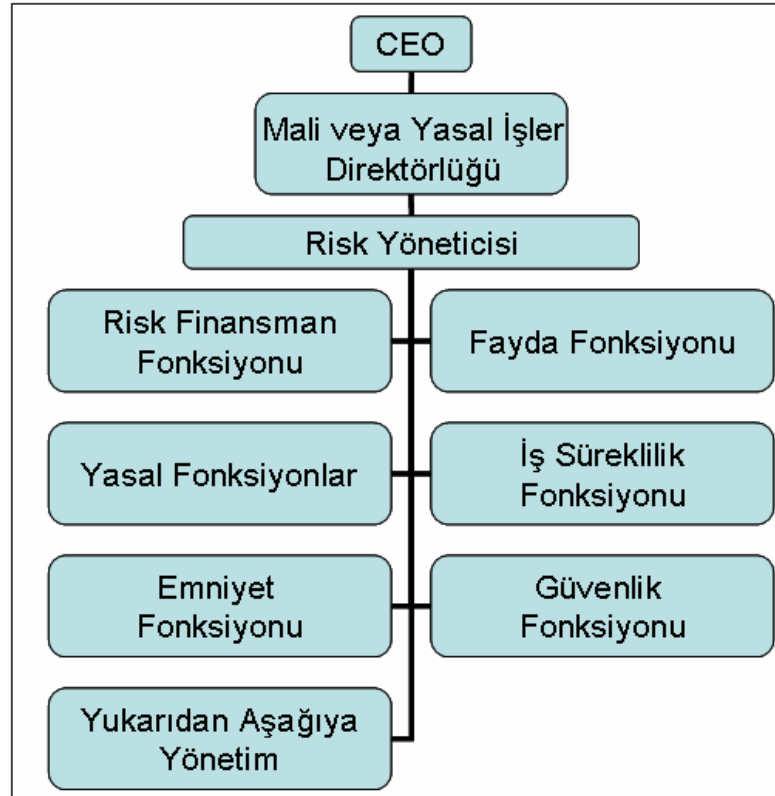 CEO
Mali veya Yasal İşler
Direktörlüğü
Risk Yöneticisi
Risk Finansman
Fonksiyonu
Fayda Fonksiyonu
Yasal Fonksiyonlar
İş Süreklilik
Fonksiyonu
Emniyet
Fonksiyonu
Güvenlik
Fonksiyonu
Yukarıdan Aşağıya
Yönetim